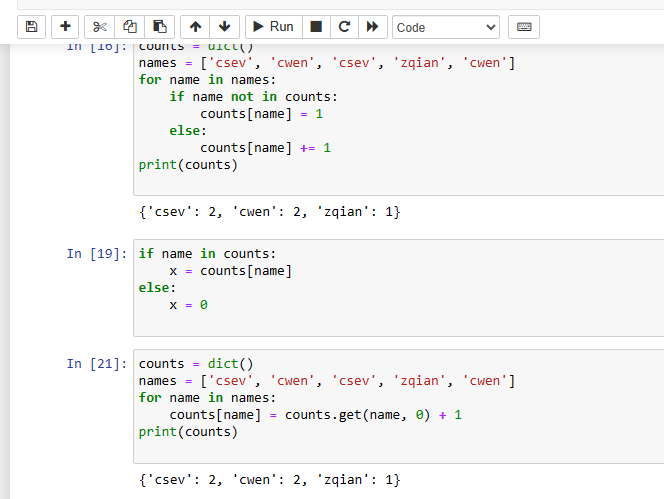 Run
Code
In [16]: counts = dict()
names = ['csev', 'cwen', 'csev', 'zqian', 'cwen']
for name in names:
    if name not in counts:
        counts[name] = 1
    else:
        counts[name] += 1
print(counts)
{'csev': 2, 'cwen': 2, 'zqian': 1}
In [19]: if name in counts:
    x = counts[name]
else:
    x = 0
In [21]: counts = dict()
names = ['csev', 'cwen', 'csev', 'zqian', 'cwen']
for name in names:
    counts[name] = counts.get(name, 0) + 1
print(counts)
{'csev': 2, 'cwen': 2, 'zqian': 1}